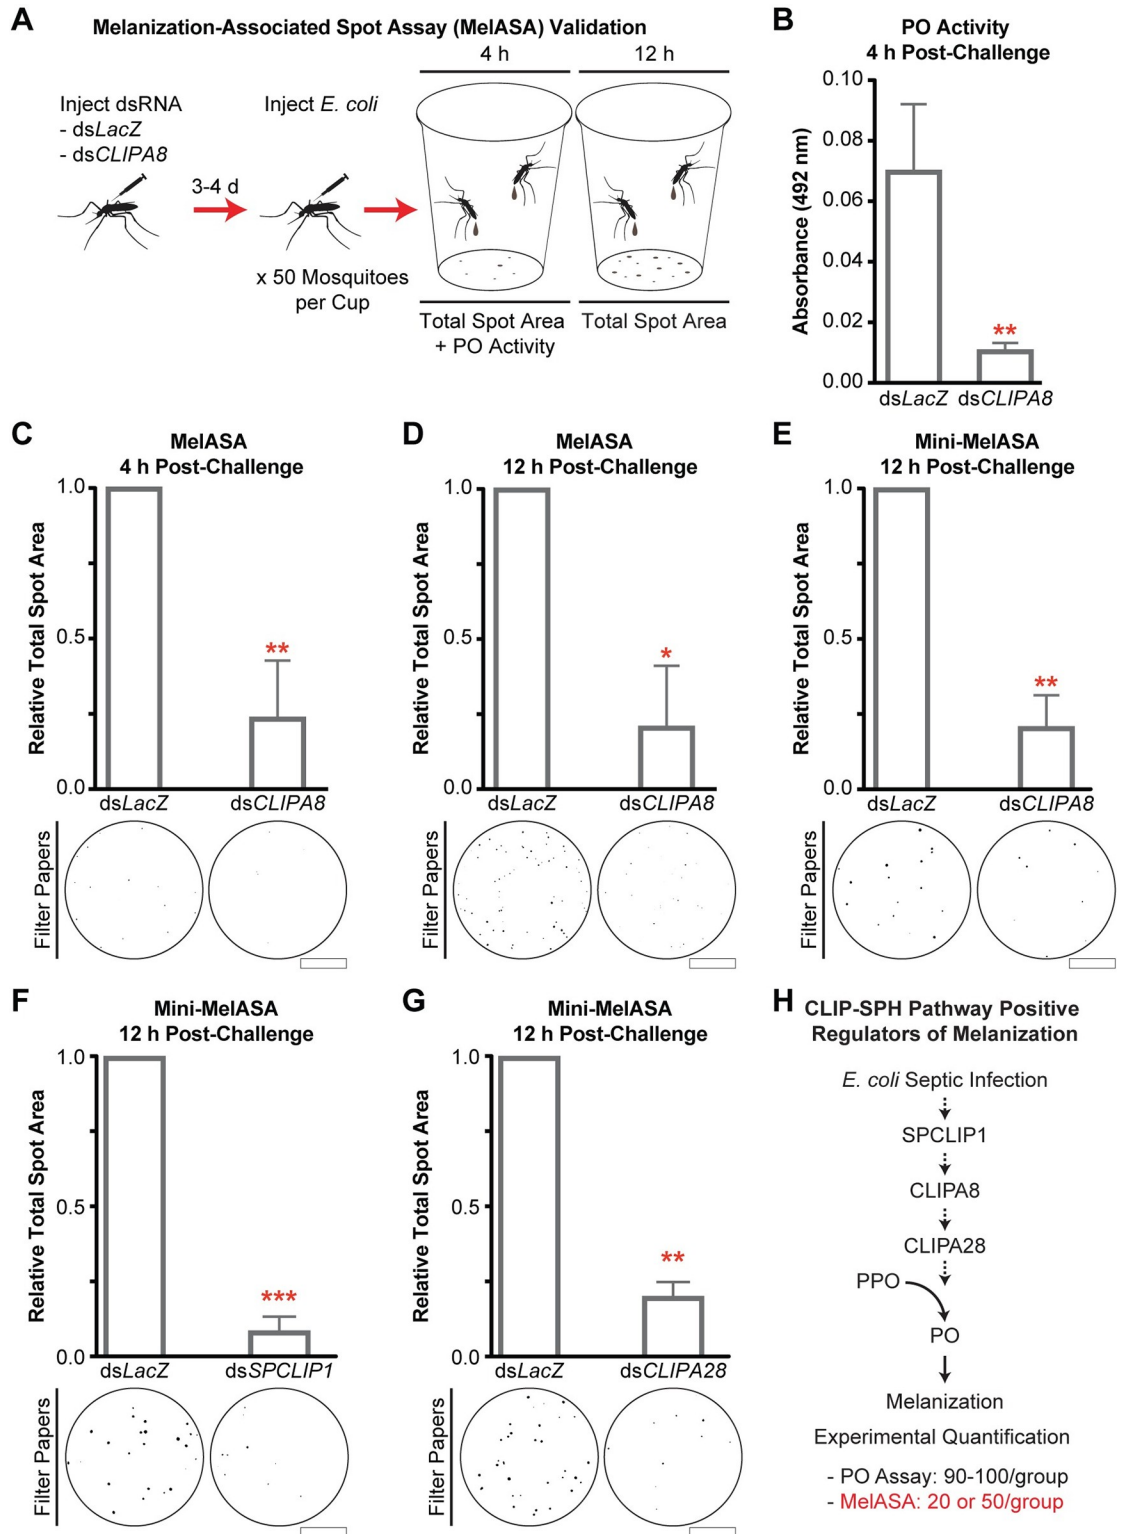 A
Melanization-Associated Spot Assay (MelASA) Validation
4 h
12 h
Inject dsRNA
- dsLacZ
- dsCLIPA8
3-4 d
Inject E. coli
x 50 Mosquitoes
per Cup
Total Spot Area
+ PO Activity
Total Spot Area
B
PO Activity
4 h Post-Challenge
Absorbance (492 nm)
0.10
0.08
0.06
0.04
0.02
0.00
**
dsLacZ dsCLIPA8
C
MelASA
4 h Post-Challenge
Relative Total Spot Area
1.0
0.5
0.0
**
dsLacZ
dsCLIPA8
Filter Papers
D
MelASA
12 h Post-Challenge
Relative Total Spot Area
1.0
0.5
0.0
*
dsLacZ
dsCLIPA8
Filter Papers
E
Mini-MelASA
12 h Post-Challenge
Relative Total Spot Area
1.0
0.5
0.0
**
dsLacZ
dsCLIPA8
Filter Papers
F
Mini-MelASA
12 h Post-Challenge
Relative Total Spot Area
1.0
0.5
0.0
***
dsLacZ
dsSPCLIP1
Filter Papers
G
Mini-MelASA
12 h Post-Challenge
Relative Total Spot Area
1.0
0.5
0.0
**
dsLacZ
dsCLIPA28
Filter Papers
H
CLIP-SPH Pathway Positive
Regulators of Melanization
E. coli Septic Infection
SPCLIP1
CLIPA8
CLIPA28
PPO
PO
Melanization
Experimental Quantification
- PO Assay: 90-100/group
- MelASA: 20 or 50/group